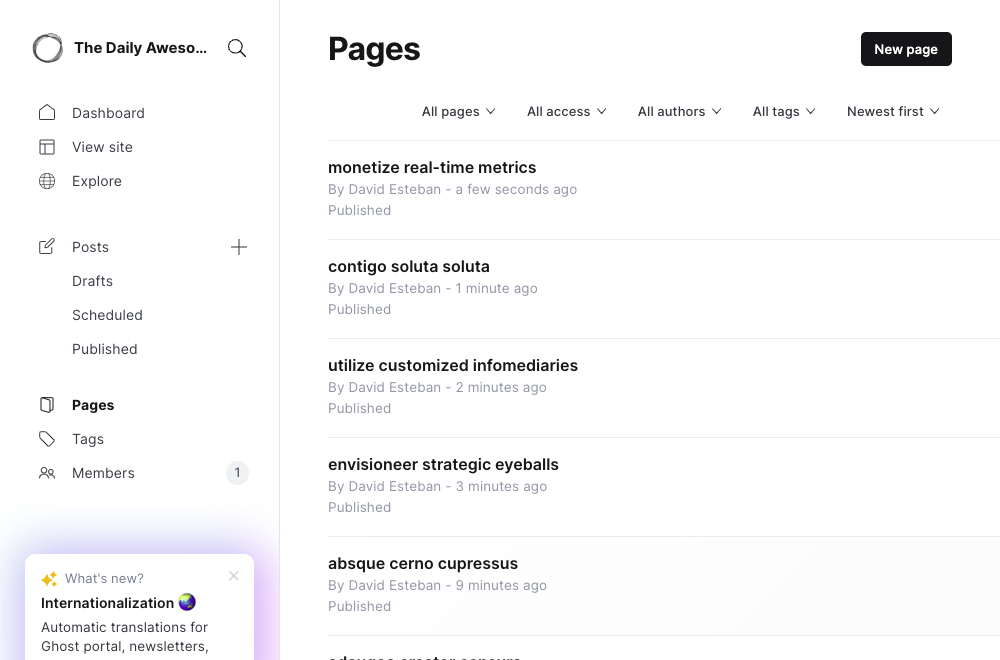 The Daily Aweso...
Dashboard
View site
Explore
Posts
Drafts
Scheduled
Published
Pages
Tags
Members 1
What's new?
Internationalization
Automatic translations for
Ghost portal, newsletters,
Pages
New page
All pages All access All authors All tags Newest first
monetize real-time metrics
By David Esteban - a few seconds ago
Published
contigo soluta soluta
By David Esteban - 1 minute ago
Published
utilize customized infomediaries
By David Esteban - 2 minutes ago
Published
envisioneer strategic eyeballs
By David Esteban - 3 minutes ago
Published
absque cerno cupressus
By David Esteban - 9 minutes ago
Published